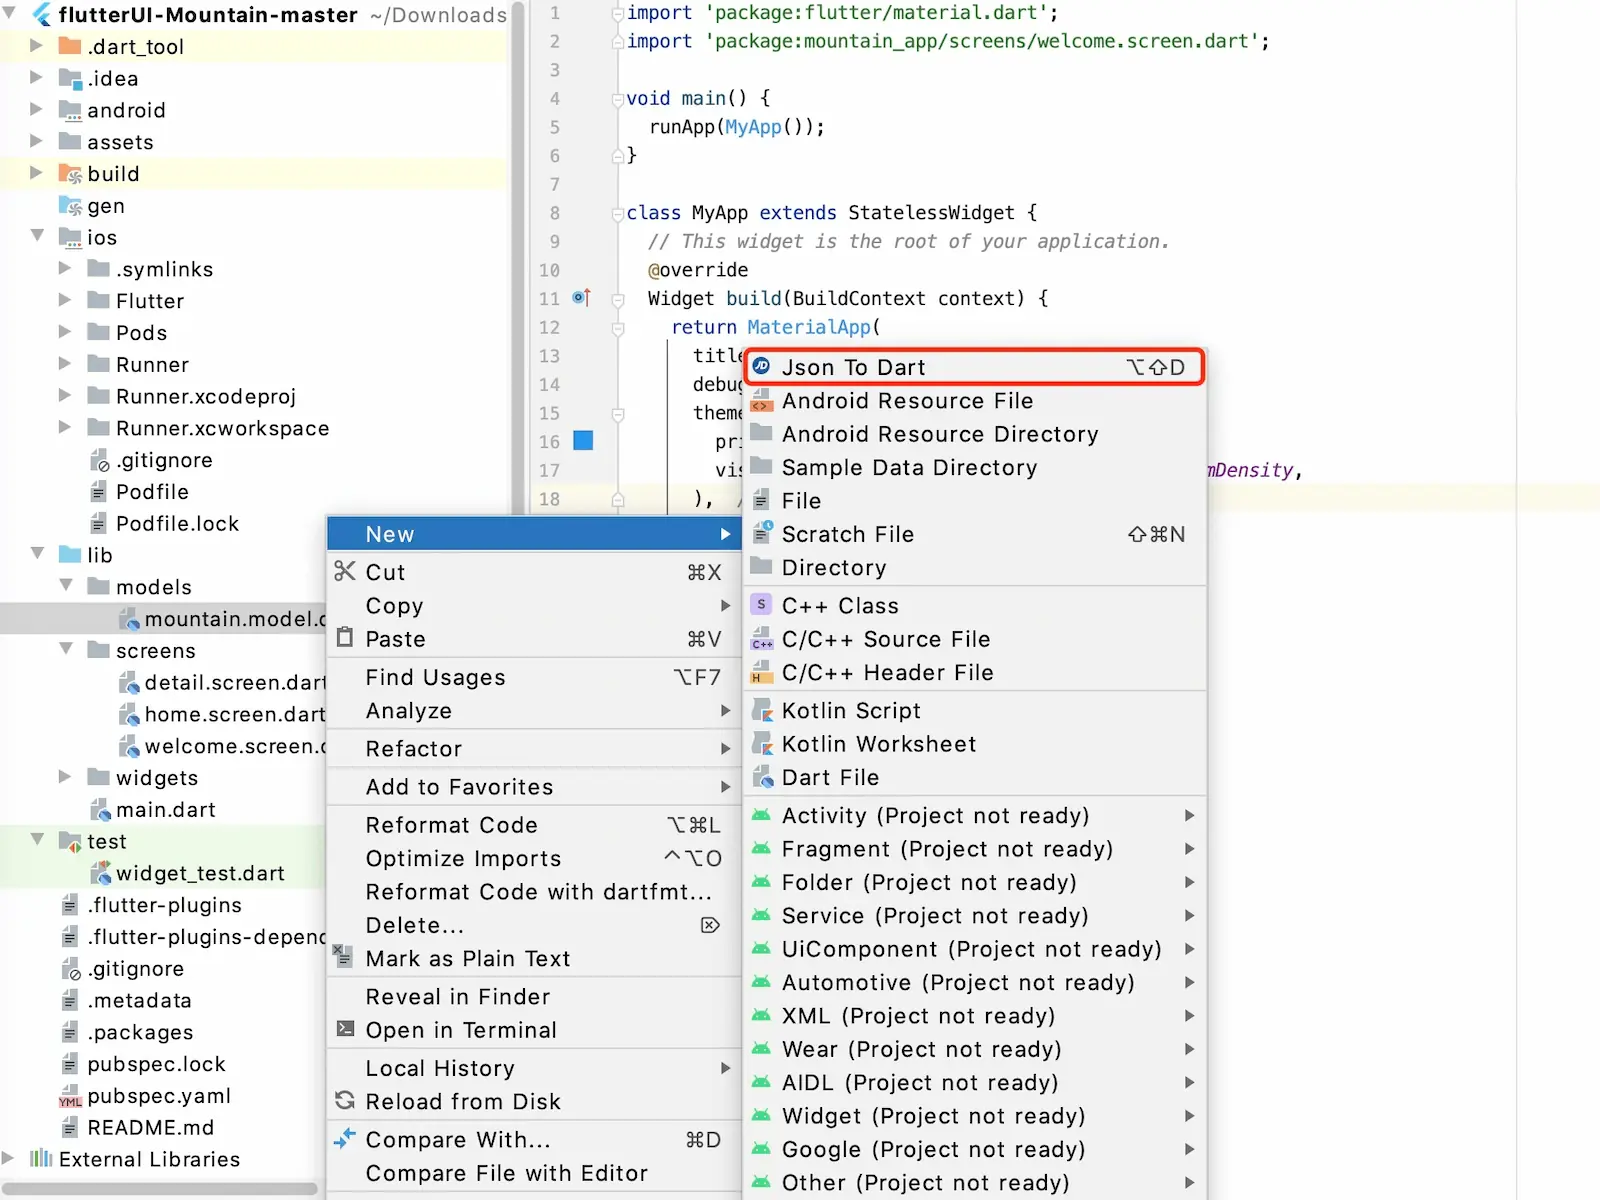 flutterUI-Mountain-master ~/Downloads
.dart_tool
.idea
android
assets
build
gen
ios
.symlinks
Flutter
Pods
Runner
Runner.xcodeproj
Runner.xcworkspace
.gitignore
Podfile
Podfile.lock
lib
models
mountain.model.d
screens
detail.screen.dart
home.screen.dart
welcome.screen.d
widgets
main.dart
test
widget_test.dart
.flutter-plugins
.flutter-plugins-depend
.gitignore
.metadata
.packages
pubspec.lock
YML pubspec.yaml
README.md
External Libraries
1 import 'package:flutter/material.dart';
2 import 'package:mountain_app/screens/welcome.screen.dart';
3
4 void main() {
5 runApp(MyApp());
6 }
7
8 class MyApp extends StatelessWidget {
9 // This widget is the root of your application.
10 @override
11 Widget build(BuildContext context) {
12 return MaterialApp(
13 title
14 debug
15 theme
16 pri
17 vis mDensity,
18 ), /
New
Cut ⌘X
Copy
Paste ⌘V
Find Usages ⌥F7
Analyze
Refactor
Add to Favorites
Reformat Code ⌥⌘L
Optimize Imports ^⌥O
Reformat Code with dartfmt...
Delete... ⌦
Mark as Plain Text
Reveal in Finder
Open in Terminal
Local History
Reload from Disk
Compare With... ⌘D
Compare File with Editor
JD Json To Dart ⌥⇧D
Android Resource File
Android Resource Directory
Sample Data Directory
File
Scratch File ⇧⌘N
Directory
S C++ Class
C++ C/C++ Source File
H C/C++ Header File
Kotlin Script
Kotlin Worksheet
Dart File
Activity (Project not ready)
Fragment (Project not ready)
Folder (Project not ready)
Service (Project not ready)
UiComponent (Project not ready)
Automotive (Project not ready)
XML (Project not ready)
Wear (Project not ready)
AIDL (Project not ready)
Widget (Project not ready)
Google (Project not ready)
Other (Project not ready)